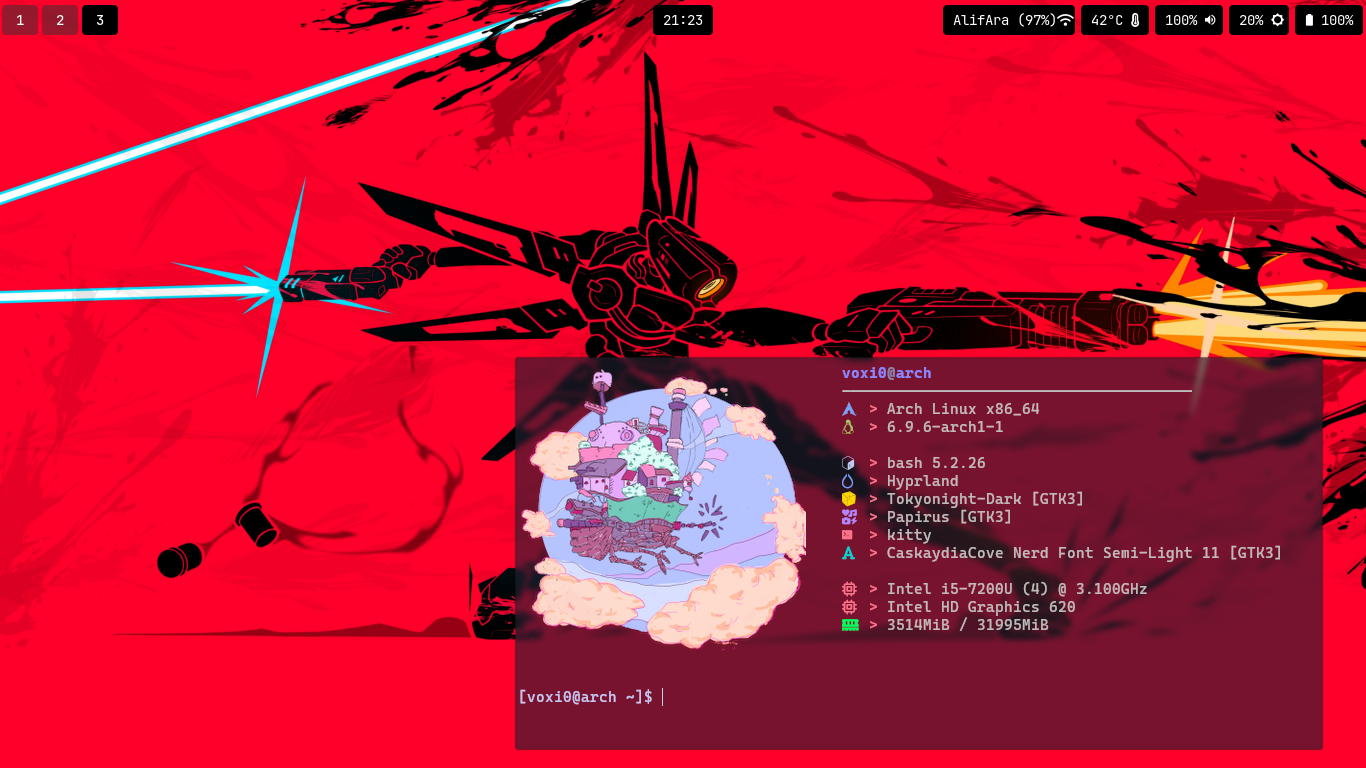 1 2 3 21:23 AlifAra (97%) 42°C 100% 20% 100%
voxi0@arch
> Arch Linux x86_64
> 6.9.6-arch1-1
> bash 5.2.26
> Hyprland
> Tokyonight-Dark [GTK3]
> Papirus [GTK3]
> kitty
> CaskaydiaCove Nerd Font Semi-Light 11 [GTK3]
> Intel i5-7200U (4) @ 3.100GHz
> Intel HD Graphics 620
> 3514MiB / 31995MiB
[voxi0@arch ~]$